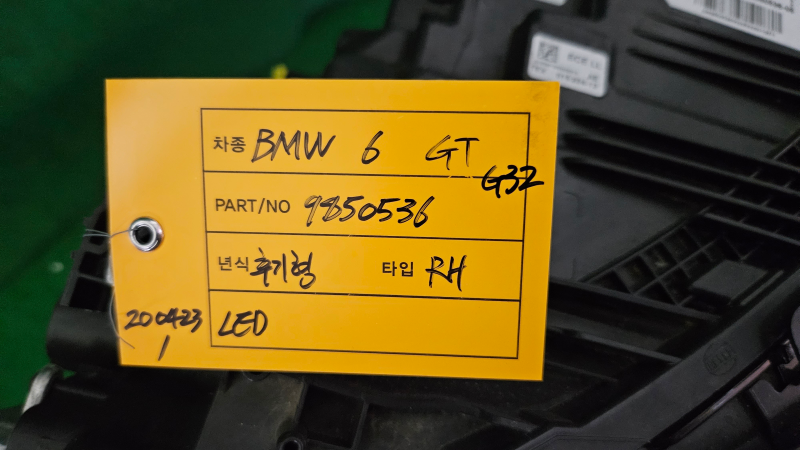 차종 BMW 6 GT
G32
PART/NO 9850536
년식 후기형 타입 RH
200423 LED
1